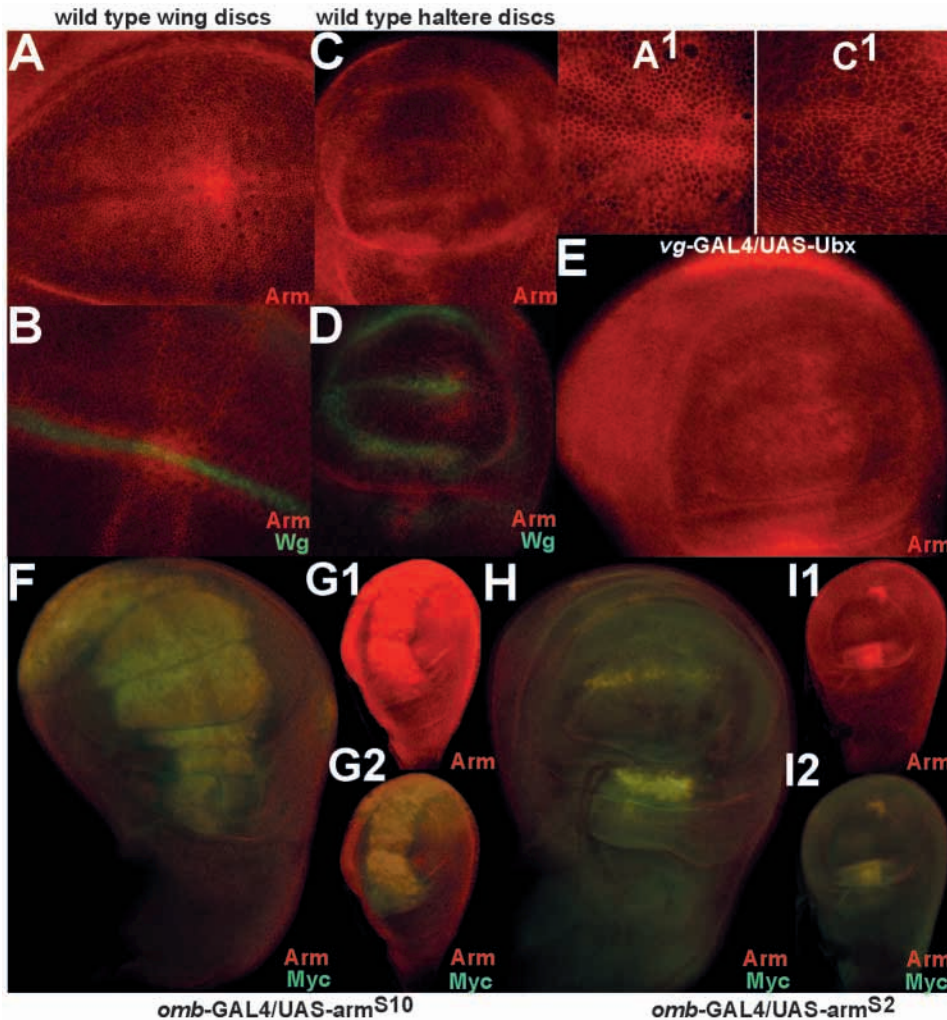 wild type wing discs
wild type haltere discs
A
Arm
C
A1
C1
B
Arm
Wg
D
Arm
Wg
E
vg-GAL4/UAS-Ubx
Arm
F
Arm
Myc
G1
Arm
G2
Arm
Myc
H
Arm
Myc
I1
Arm
I2
Arm
Myc
omb-GAL4/UAS-armS10
omb-GAL4/UAS-armS2